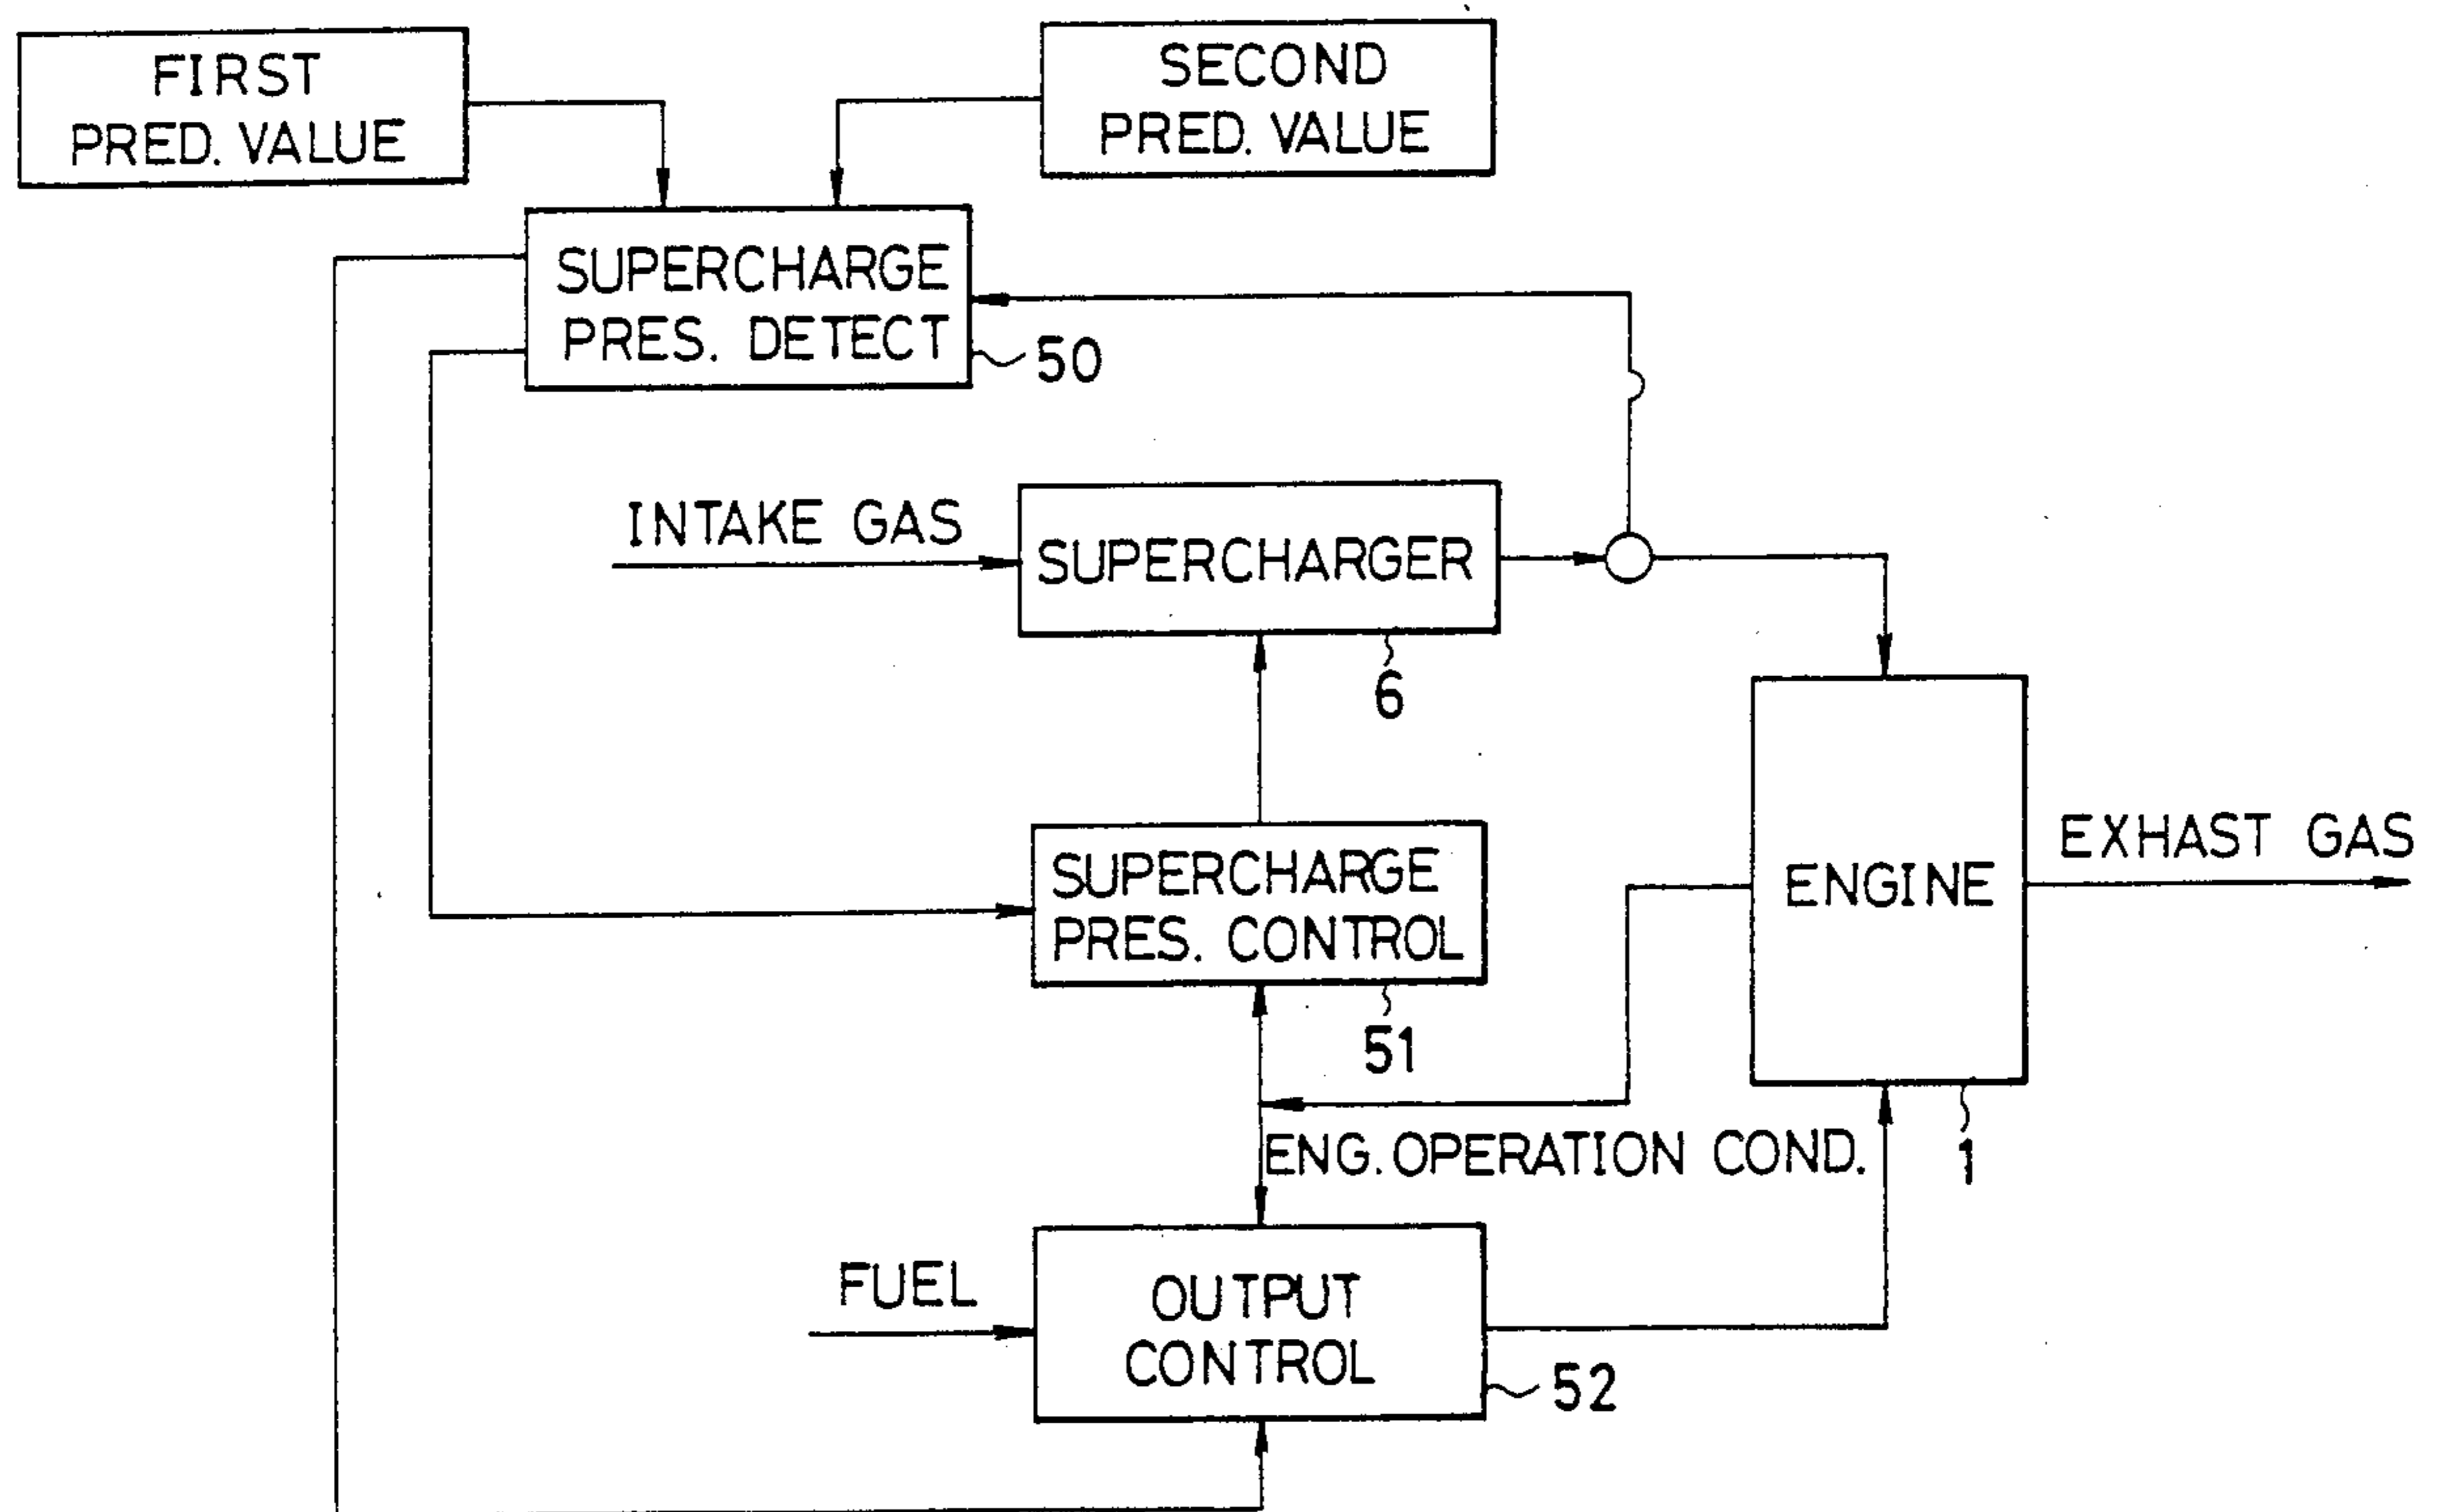 FIRST
PRED. VALUE
SECOND
PRED. VALUE
SUPERCHARGE
PRES. DETECT
50
INTAKE GAS
SUPERCHARGER
6
SUPERCHARGE
PRES. CONTROL
51
ENGINE
1
EXHAST GAS
ENG. OPERATION COND.
FUEL
OUTPUT
CONTROL
52